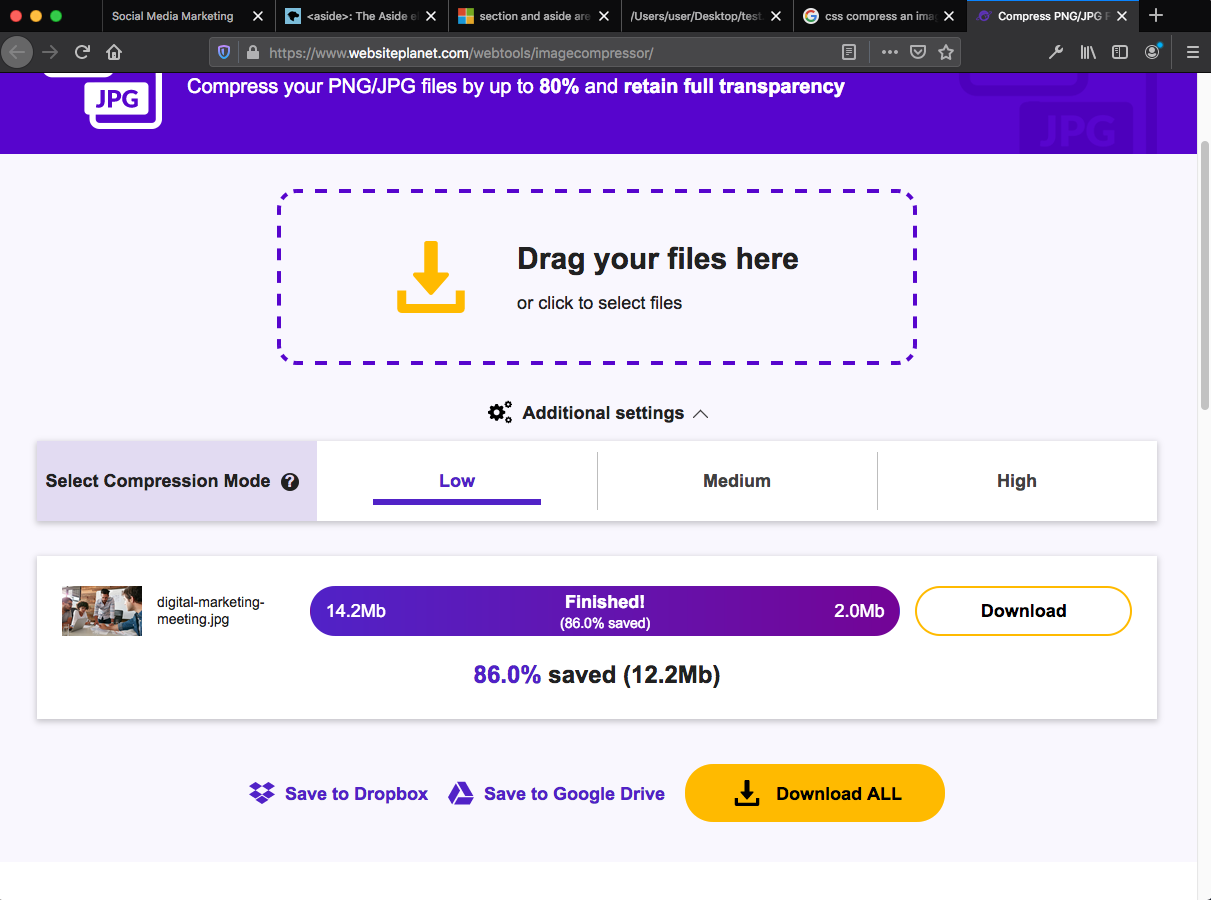 Social Media Marketing
<aside>: The Aside el
section and aside are
/Users/user/Desktop/test.
css compress an ima
Compress PNG/JPG F
https://www.websiteplanet.com/webtools/imagecompressor/
JPG
Compress your PNG/JPG files by up to 80% and retain full transparency
JPG
Drag your files here
or click to select files
Additional settings
Select Compression Mode ?
Low
Medium
High
digital-marketing-
meeting.jpg
14.2Mb
Finished!
(86.0% saved)
2.0Mb
Download
86.0% saved (12.2Mb)
Save to Dropbox
Save to Google Drive
Download ALL